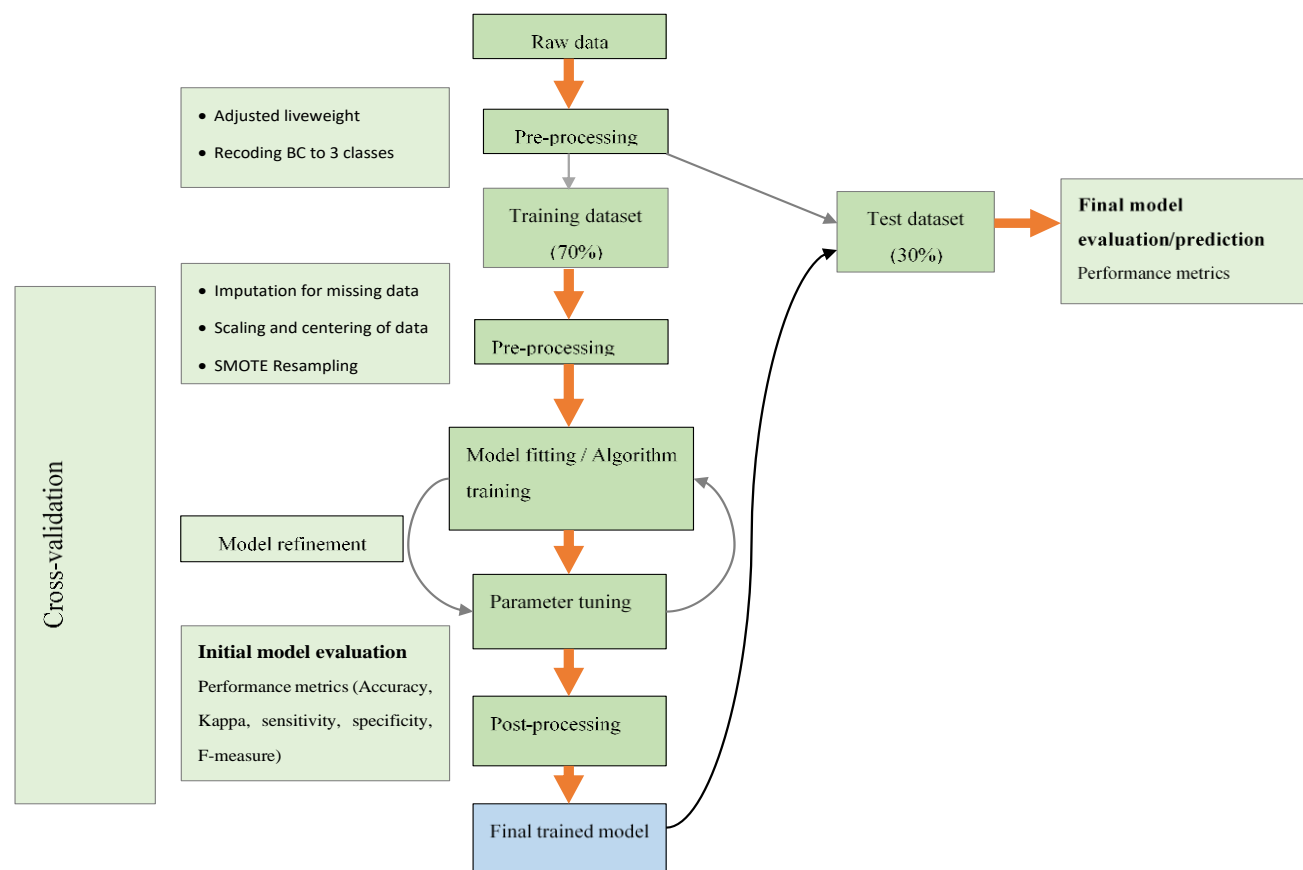 Raw data
• Adjusted liveweight
• Recoding BC to 3 classes
Pre-processing
Training dataset
(70%)
Test dataset
(30%)
Final model
evaluation/prediction
Performance metrics
Cross-validation
• Imputation for missing data
• Scaling and centering of data
• SMOTE Resampling
Pre-processing
Model fitting / Algorithm
training
Model refinement
Parameter tuning
Initial model evaluation
Performance metrics (Accuracy,
Kappa, sensitivity, specificity,
F-measure)
Post-processing
Final trained model